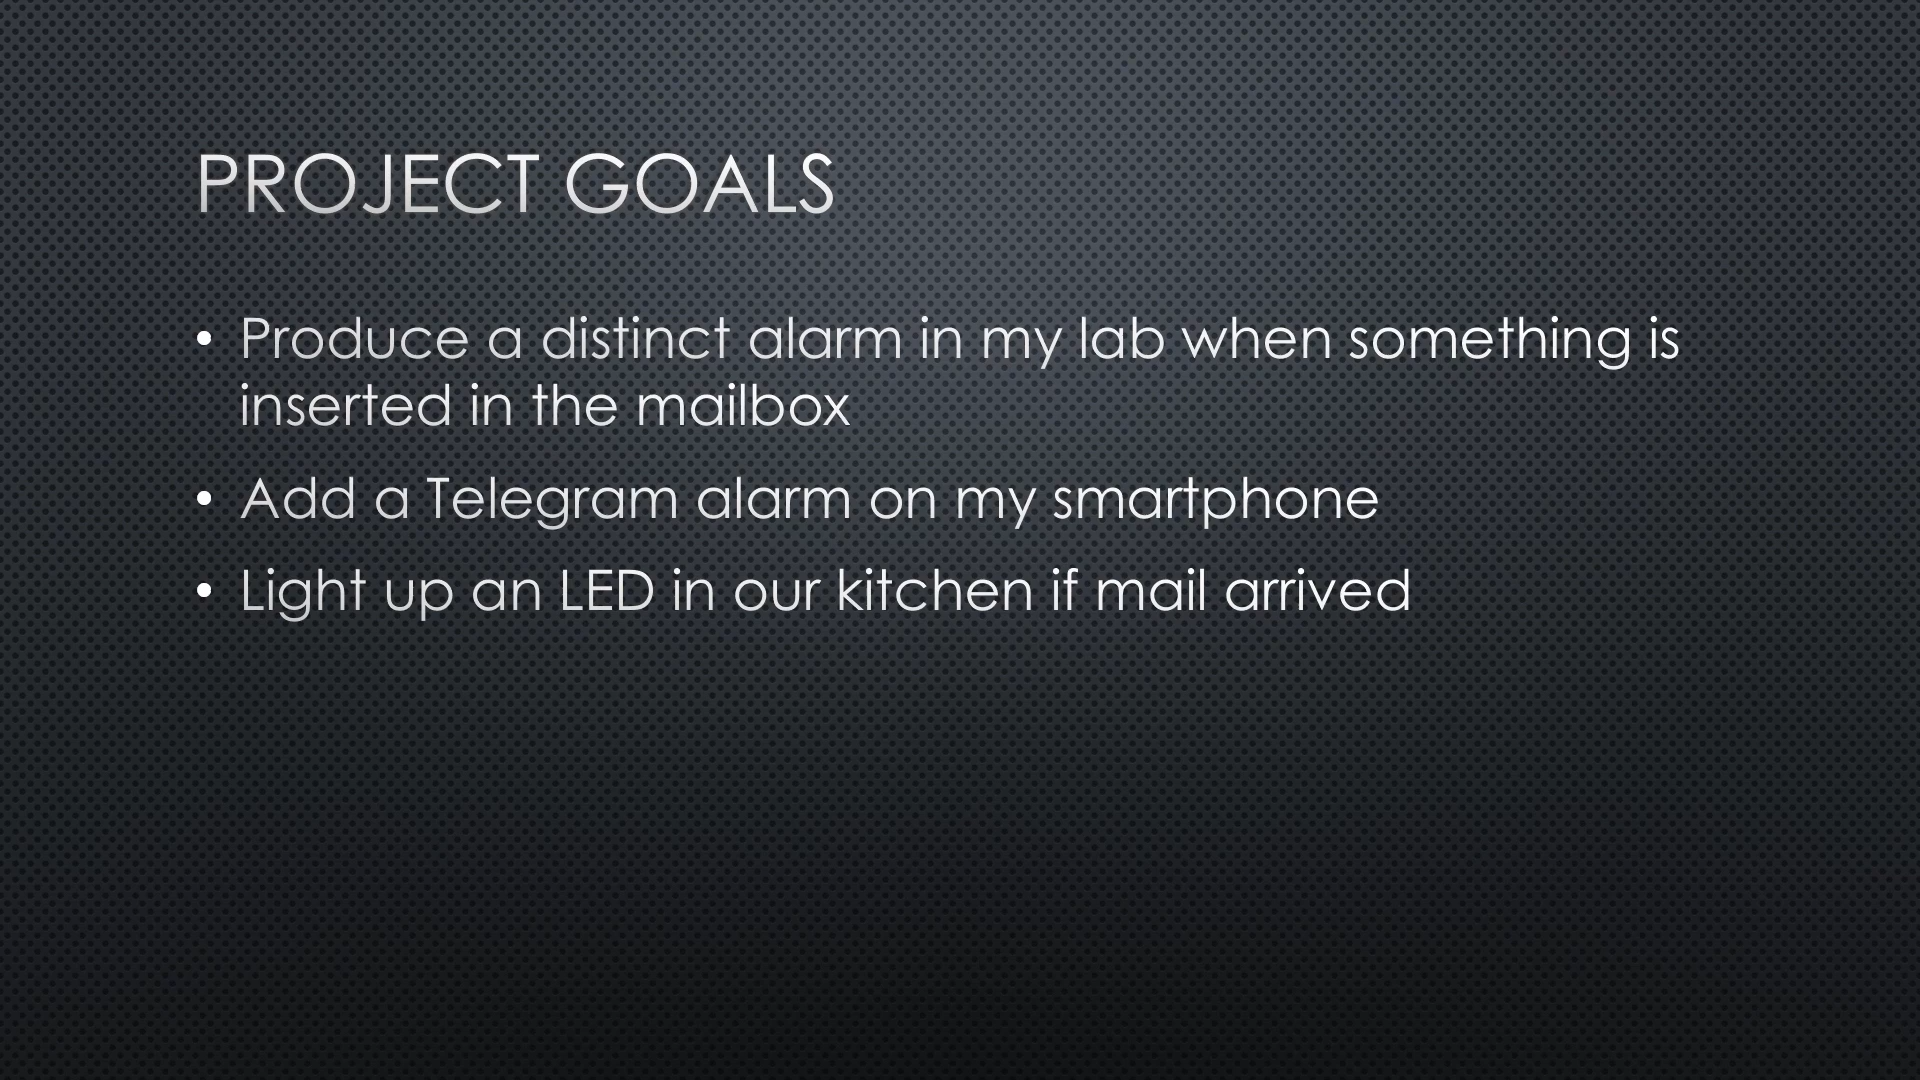 PROJECT GOALS
• Produce a distinct alarm in my lab when something is
inserted in the mailbox
• Add a Telegram alarm on my smartphone
• Light up an LED in our kitchen if mail arrived